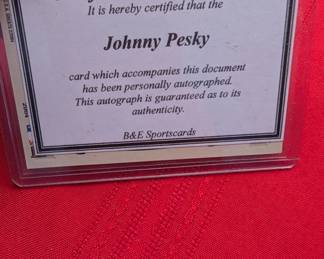 It is hereby certified that the
Johnny Pesky
card which accompanies this document
has been personally autographed.
This autograph is guaranteed as to its
authenticity.
B&E Sportscards